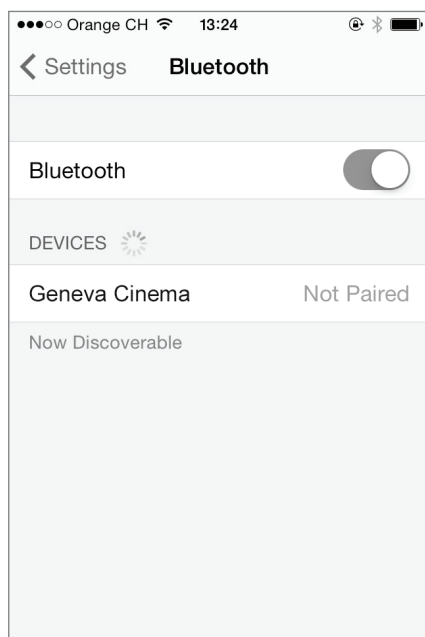 Orange CH 13:24
Settings Bluetooth
Bluetooth
DEVICES
Geneva Cinema Not Paired
Now Discoverable